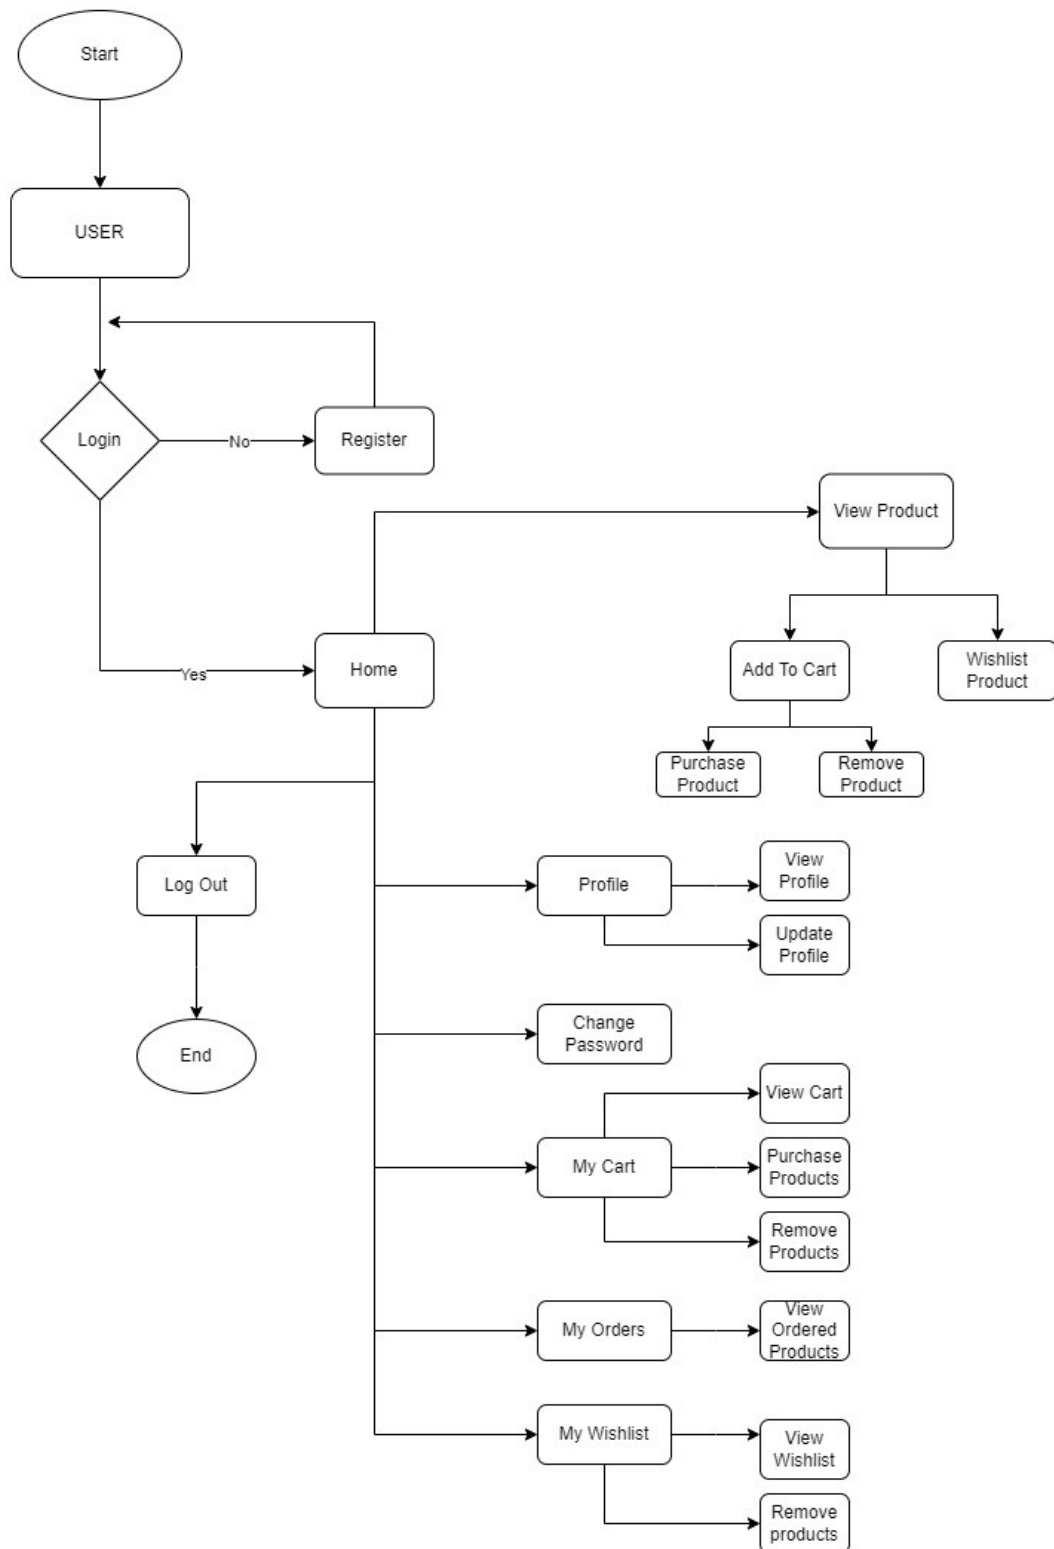 Start
USER
Login
No
Register
View Product
Yes
Home
Add To Cart
Wishlist
Product
Purchase
Product
Remove
Product
Log Out
Profile
View
Profile
Update
Profile
End
Change
Password
View Cart
My Cart
Purchase
Products
Remove
Products
My Orders
View
Ordered
Products
My Wishlist
View
Wishlist
Remove
products